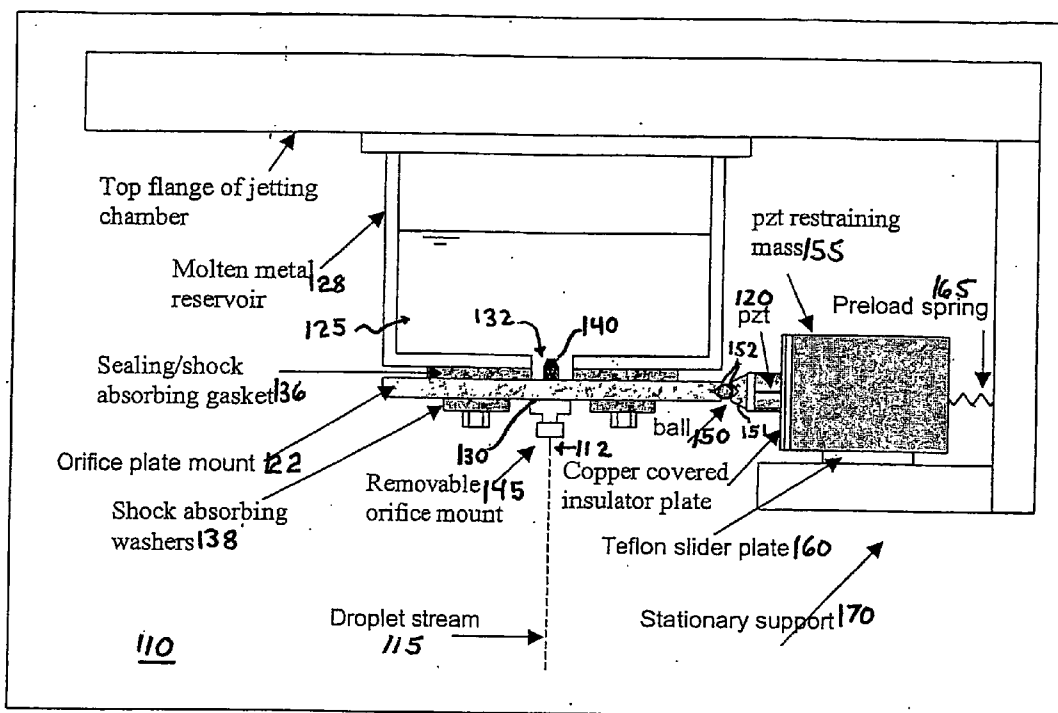 Top flange of jetting
chamber
Molten metal 128
reservoir
125
132
140
pzt restraining
mass 155
120
pzt
165
Preload spring
Sealing/shock
absorbing gasket 136
152
151
ball 150
130
112
Orifice plate mount 122
Removable 145
orifice mount
Copper covered
insulator plate
Shock absorbing
washers 138
Teflon slider plate 160
Droplet stream
115
Stationary support 170
110